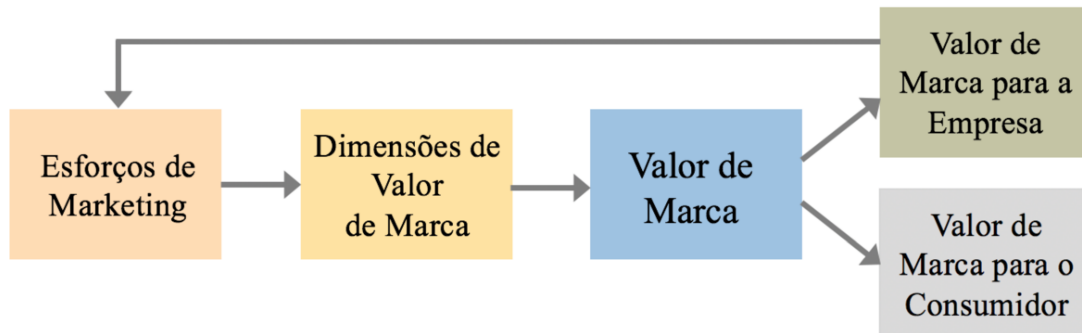 Esforços de
Marketing
Dimensões de
Valor
de Marca
Valor de
Marca
Valor de
Marca para a
Empresa
Valor de
Marca para o
Consumidor